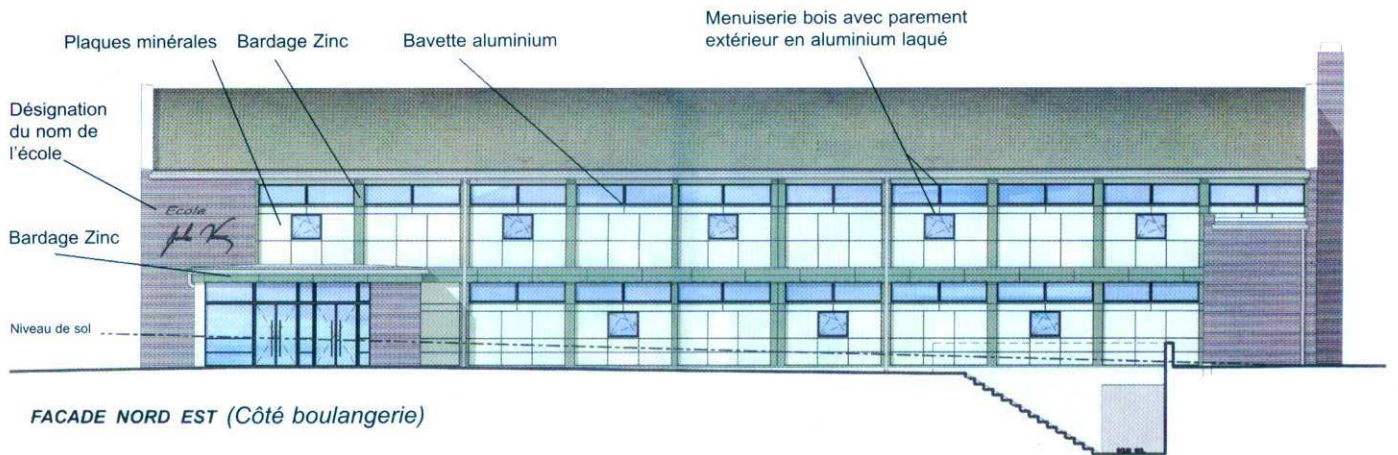 Menuiserie bois avec parement
extérieur en aluminium laqué
Plaques minérales
Bardage Zinc
Bavette aluminium
Désignation
du nom de
l'école
Ecole
Bardage Zinc
Niveau de sol
FACADE NORD EST (Côté boulangerie)